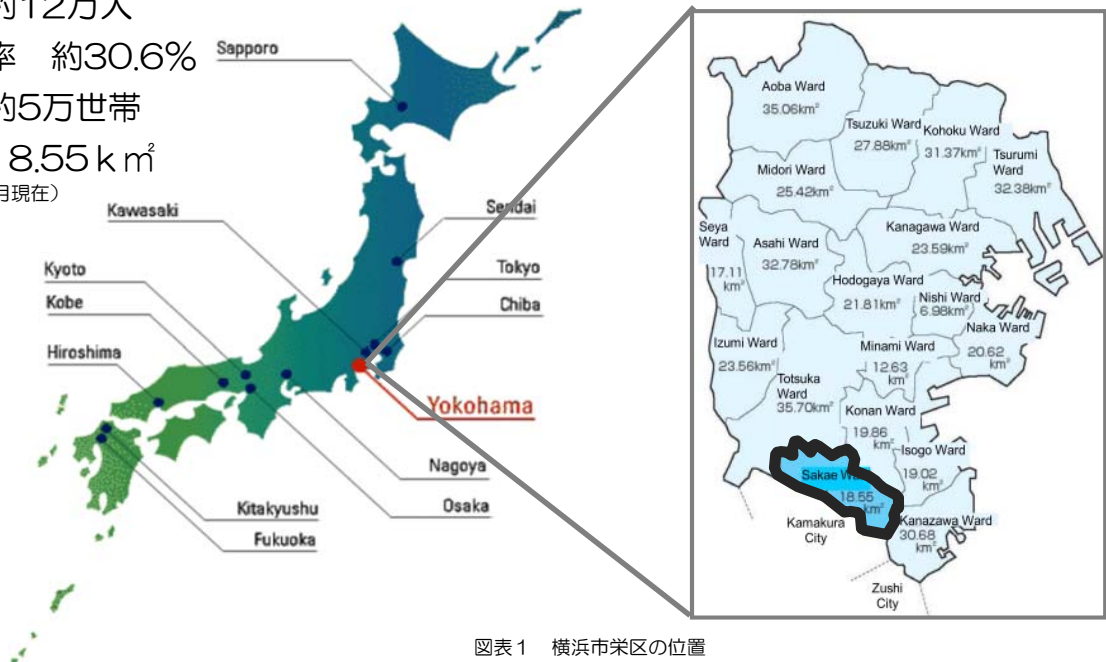 約12万人
率 約30.6%
約5万世帯
8.55k㎡
月現在)
Sapporo
Kawasaki
Sendai
Kyoto
Tokyo
Kobe
Chiba
Hiroshima
Yokohama
Nagoya
Kitakyushu
Osaka
Fukuoka
Aoba Ward
35.06km²
Tsuzuki Ward
27.88km²
Kohoku Ward
31.37km²
Tsurumi
Ward
32.38km²
Midori Ward
25.42km²
Seya
Ward
17.11
km²
Asahi Ward
32.78km²
Kanagawa Ward
23.59km²
Hodogaya Ward
21.81km²
Nishi Ward
6.98km²
Naka Ward
20.62
km²
Izumi Ward
23.56km²
Minami Ward
12.63
km²
Totsuka
Ward
35.70km²
Konan Ward
19.86
km²
Isogo Ward
19.02
km²
Sakae W
18.55
km²
Kamakura
City
Kanazawa Ward
30.68
km²
Zushi
City
図表1 横浜市栄区の位置